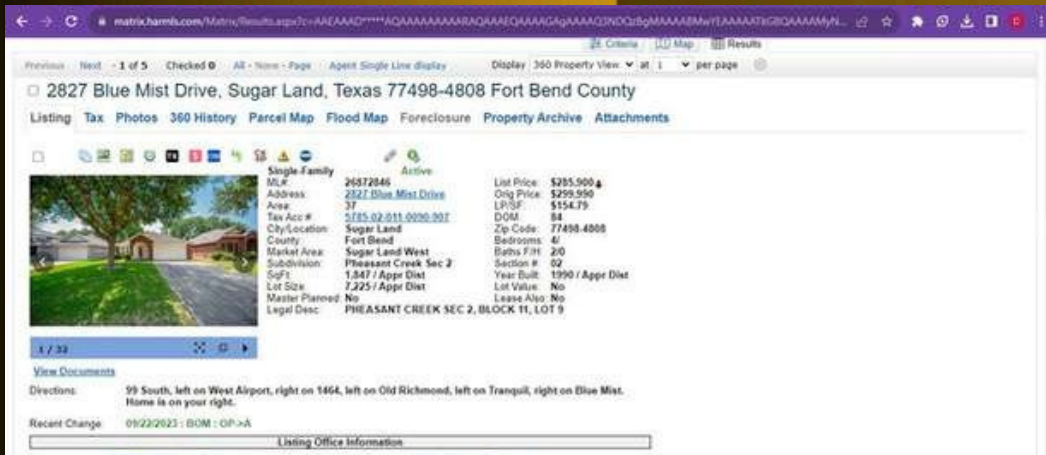 matrix.harmls.com/Matrix/Results.aspx?c=
Criteria Map Results
Previous Next - 1 of 5 Checked 0 All - None - Page Agent Single Line display Display 360 Property View at 1 per page
2827 Blue Mist Drive, Sugar Land, Texas 77498-4808 Fort Bend County
Listing Tax Photos 360 History Parcel Map Flood Map Foreclosure Property Archive Attachments
Single-Family Active
ML#: 26872846 List Price: $285,900
Address: 2827 Blue Mist Drive Orig Price: $299,990
Area: 37 LP/SF: $154.79
Tax Acc #: 5785-02-011-0090-907 DOM: 84
City/Location: Sugar Land Zip Code: 77498-4808
County: Fort Bend Bedrooms: 4/
Market Area: Sugar Land West Baths F/H: 2/0
Subdivision: Pheasant Creek Sec 2 Section #: 02
SqFt: 1,847 / Appr Dist Year Built: 1990 / Appr Dist
Lot Size: 7,225 / Appr Dist Lot Value: No
Master Planned: No Lease Also: No
Legal Desc: PHEASANT CREEK SEC 2, BLOCK 11, LOT 9
1 / 32
View Documents
Directions: 99 South, left on West Airport, right on 1464, left on Old Richmond, left on Tranquil, right on Blue Mist.
Home is on your right.
Recent Change: 09/22/2023 : BOM : OP->A
Listing Office Information